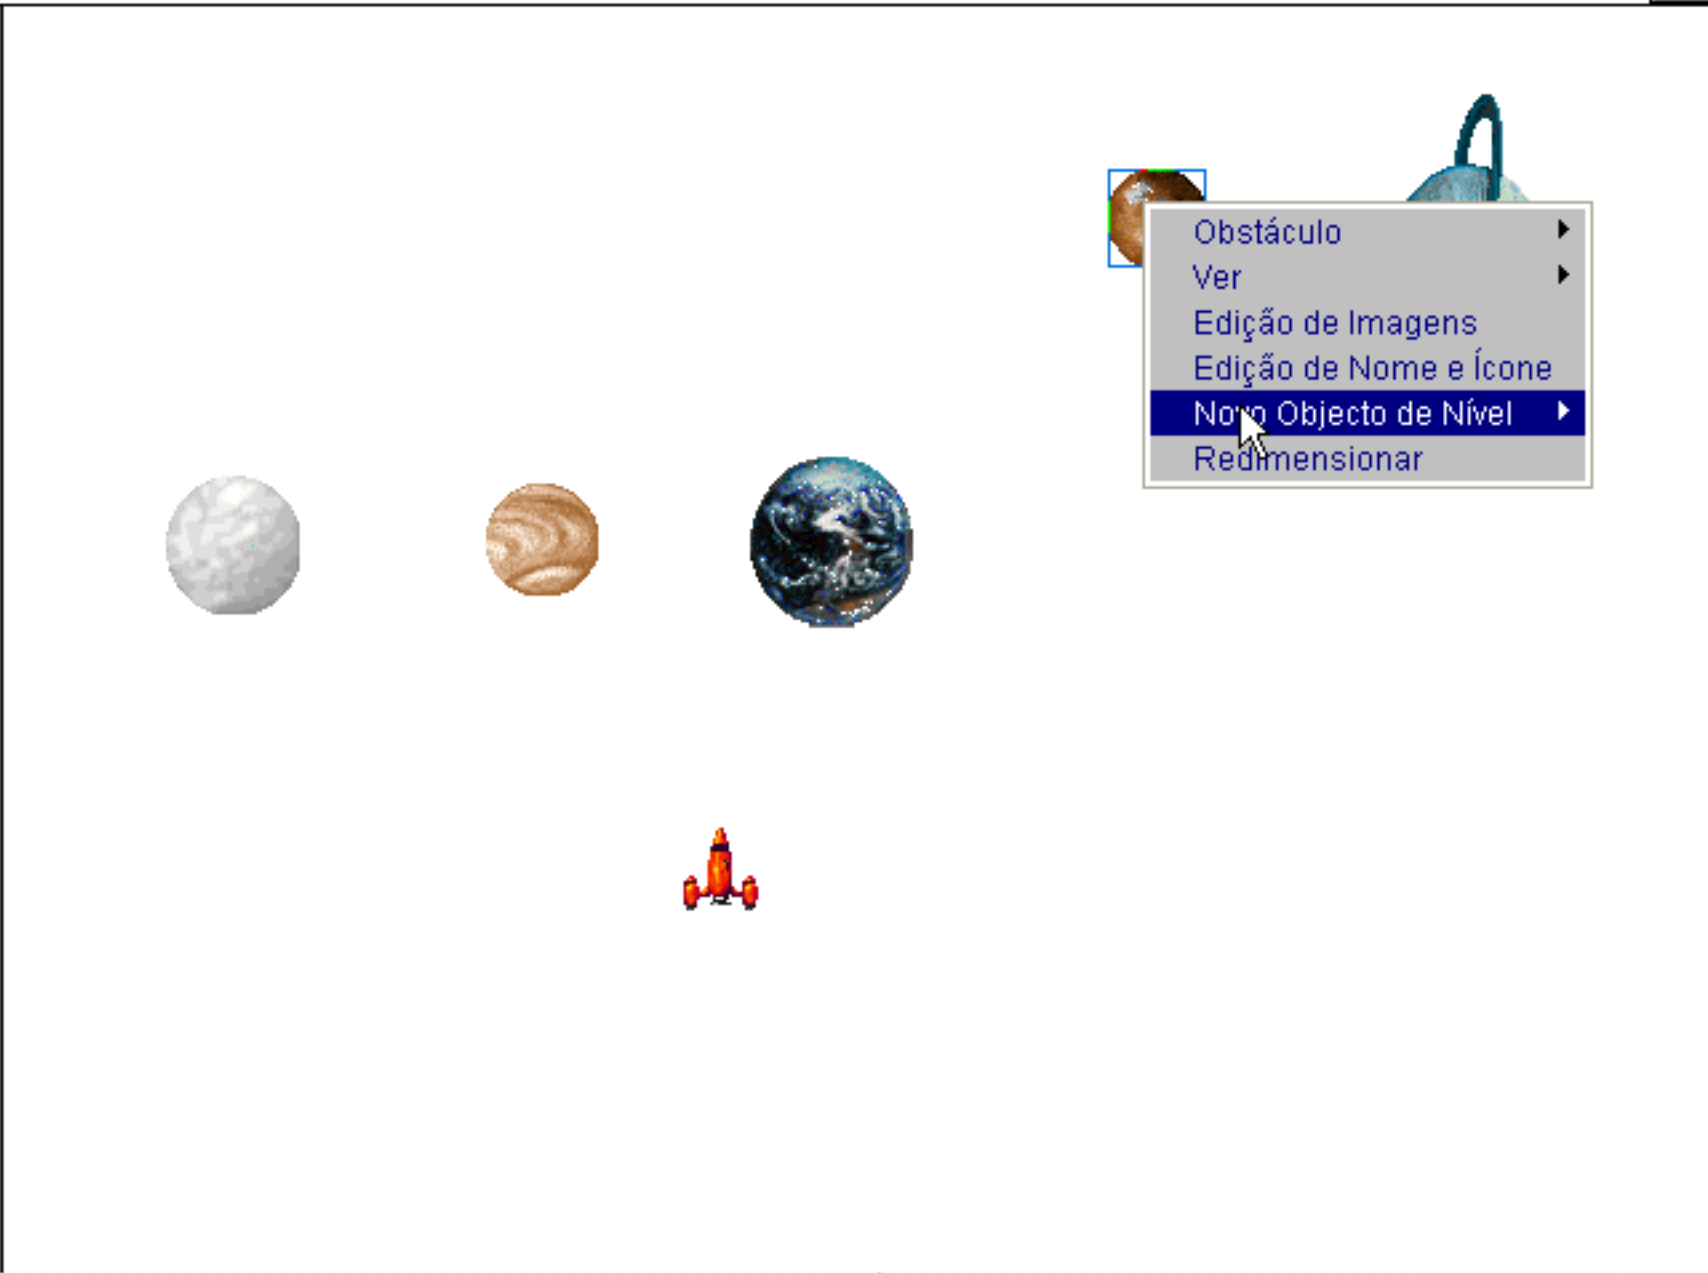 Obstáculo
Ver
Edição de Imagens
Edição de Nome e Ícone
Novo Objecto de Nível
Redimensionar